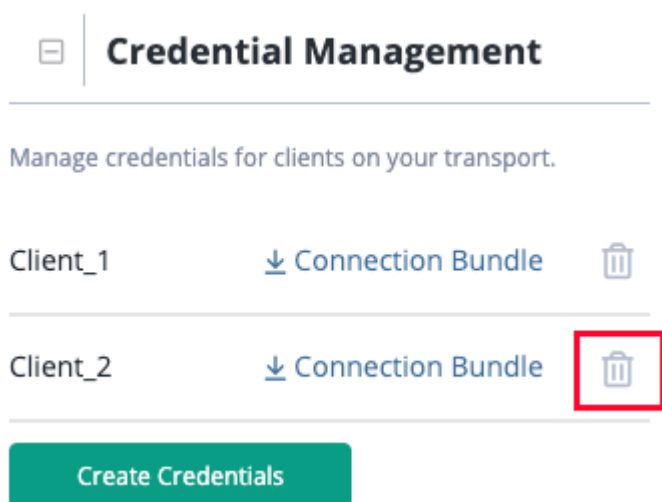 Credential Management
Manage credentials for clients on your transport.
Client_1 Connection Bundle
Client_2 Connection Bundle
Create Credentials